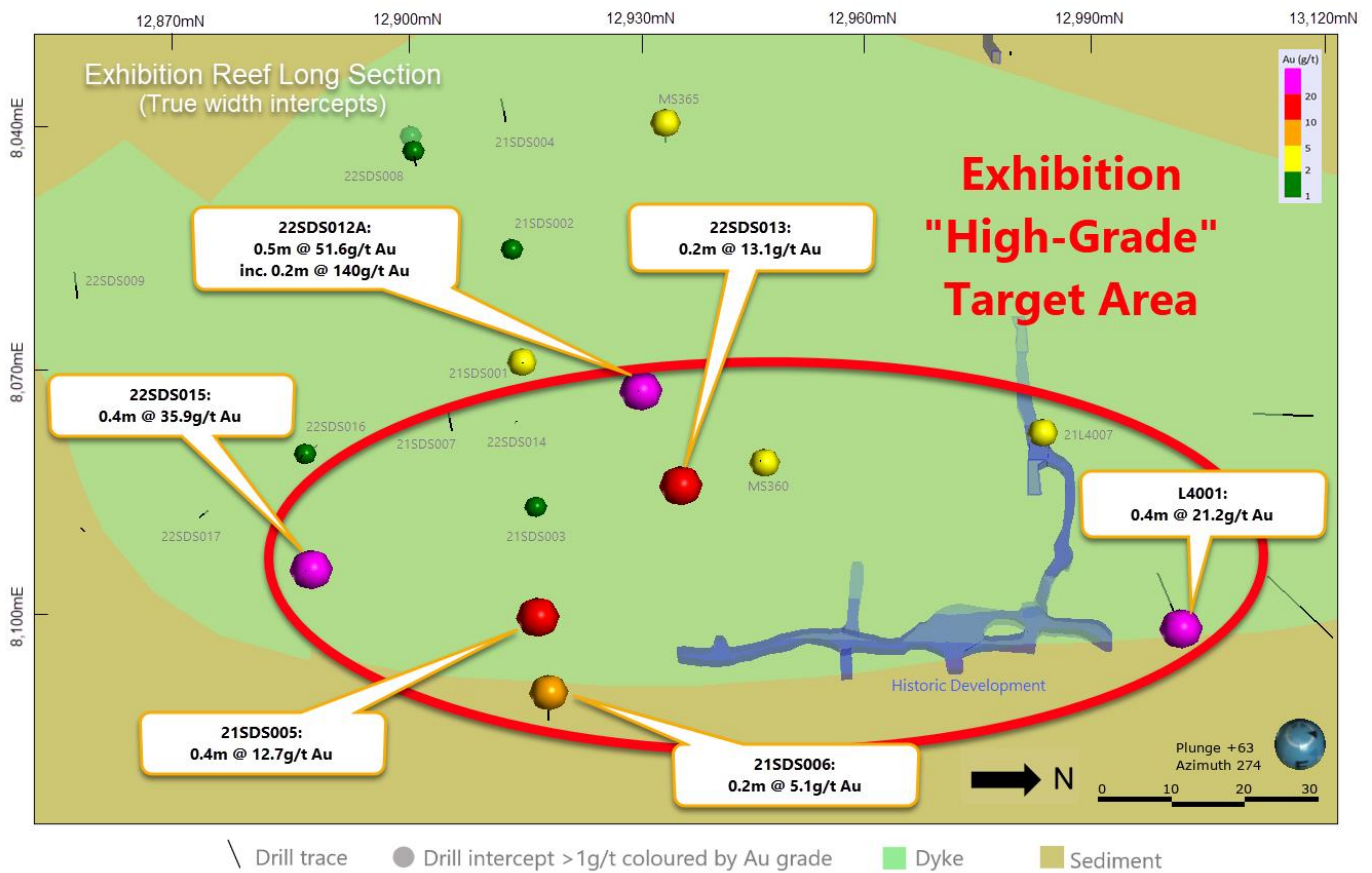 12,870mN
12,900mN
12,930mN
12,960mN
12,990mN
13,120mN
Exhibition Reef Long Section
(True width intercepts)
Au (g/t)
20
10
5
2
1
8,040mE
8,070mE
8,100mE
MS365
21SDS004
22SDS008
Exhibition
"High-Grade"
Target Area
22SDS012A:
0.5m @ 51.6g/t Au
inc. 0.2m @ 140g/t Au
21SDS002
22SDS013:
0.2m @ 13.1g/t Au
22SDS009
21SDS001
22SDS015:
0.4m @ 35.9g/t Au
22SDS016
21SDS007
22SDS014
21L4007
MS360
L4001:
0.4m @ 21.2g/t Au
22SDS017
21SDS003
Historic Development
21SDS005:
0.4m @ 12.7g/t Au
21SDS006:
0.2m @ 5.1g/t Au
N
Plunge +63
Azimuth 274
E
0 10 20 30
Drill trace
Drill intercept >1g/t coloured by Au grade
Dyke
Sediment